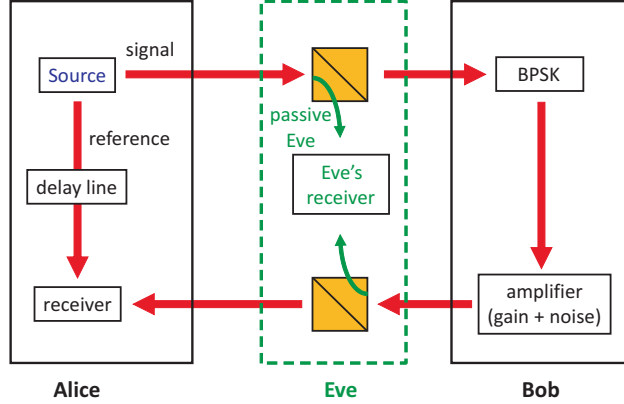 signal
Source
BPSK
passive
Eve
reference
Eve's
receiver
delay line
receiver
amplifier
(gain + noise)
Alice
Eve
Bob